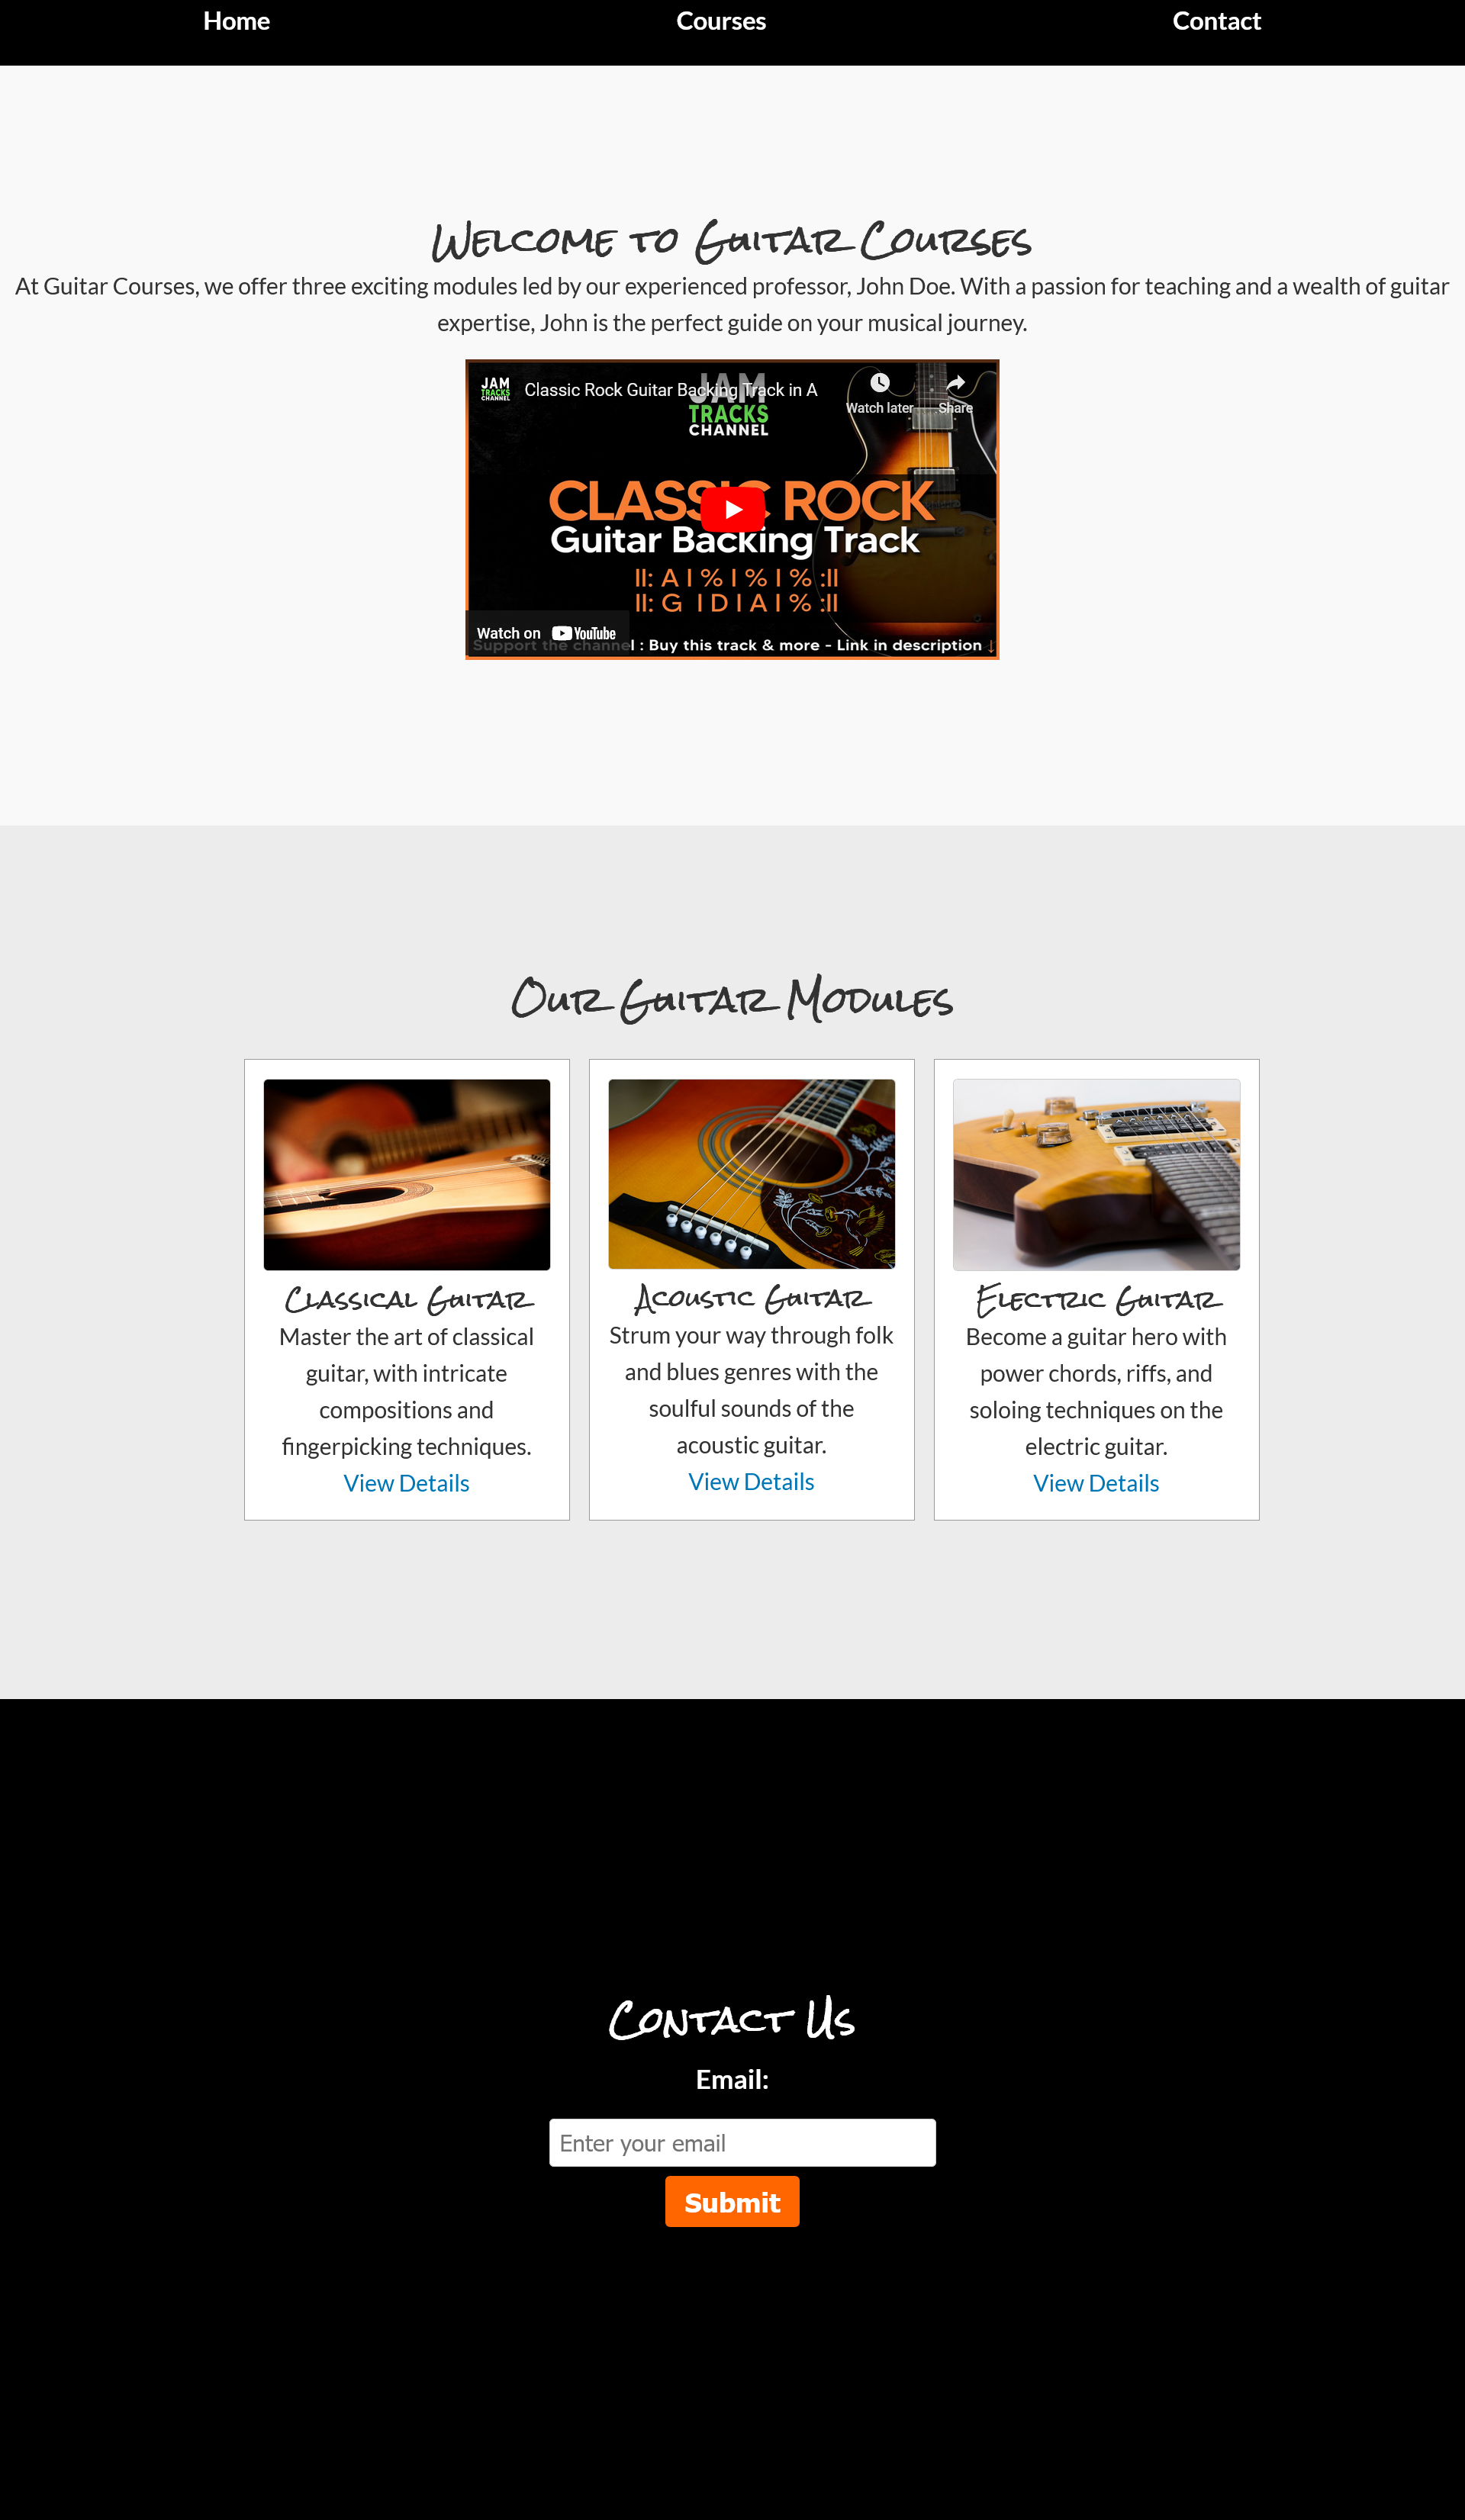 Home Courses Contact
Welcome to Guitar Courses
At Guitar Courses, we offer three exciting modules led by our experienced professor, John Doe. With a passion for teaching and a wealth of guitar
expertise, John is the perfect guide on your musical journey.
JAM
TRACKS
CHANNEL
Classic Rock Guitar Backing Track in A
JAM
TRACKS
CHANNEL
Watch later
Share
CLASSIC ROCK
Guitar Backing Track
||: A | % | % | % :||
||: G | D | A | % :||
Watch on YouTube
Support the channel : Buy this track & more - Link in description ↓
Our Guitar Modules
Classical Guitar
Master the art of classical
guitar, with intricate
compositions and
fingerpicking techniques.
View Details
Acoustic Guitar
Strum your way through folk
and blues genres with the
soulful sounds of the
acoustic guitar.
View Details
Electric Guitar
Become a guitar hero with
power chords, riffs, and
soloing techniques on the
electric guitar.
View Details
Contact Us
Email:
Enter your email
Submit